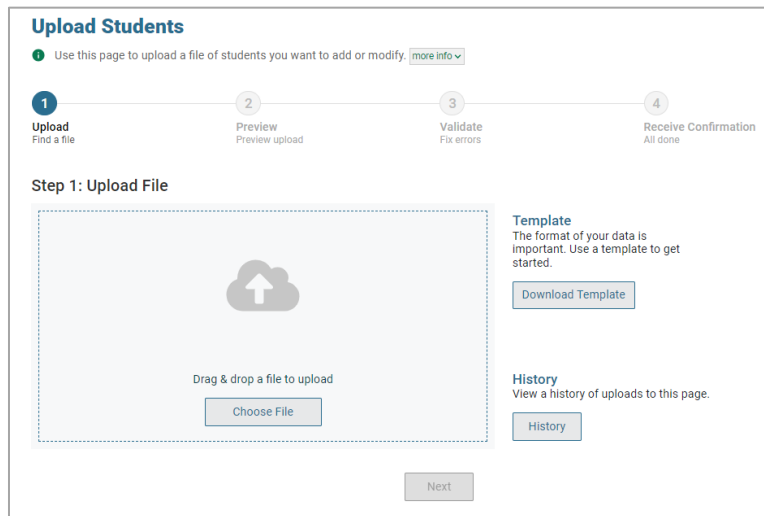 Upload Students
Use this page to upload a file of students you want to add or modify. more info
1
2
3
4
Upload
Preview
Validate
Receive Confirmation
Find a file
Preview upload
Fix errors
All done
Step 1: Upload File
Drag & drop a file to upload
Choose File
Template
The format of your data is
important. Use a template to get
started.
Download Template
History
View a history of uploads to this page.
History
Next